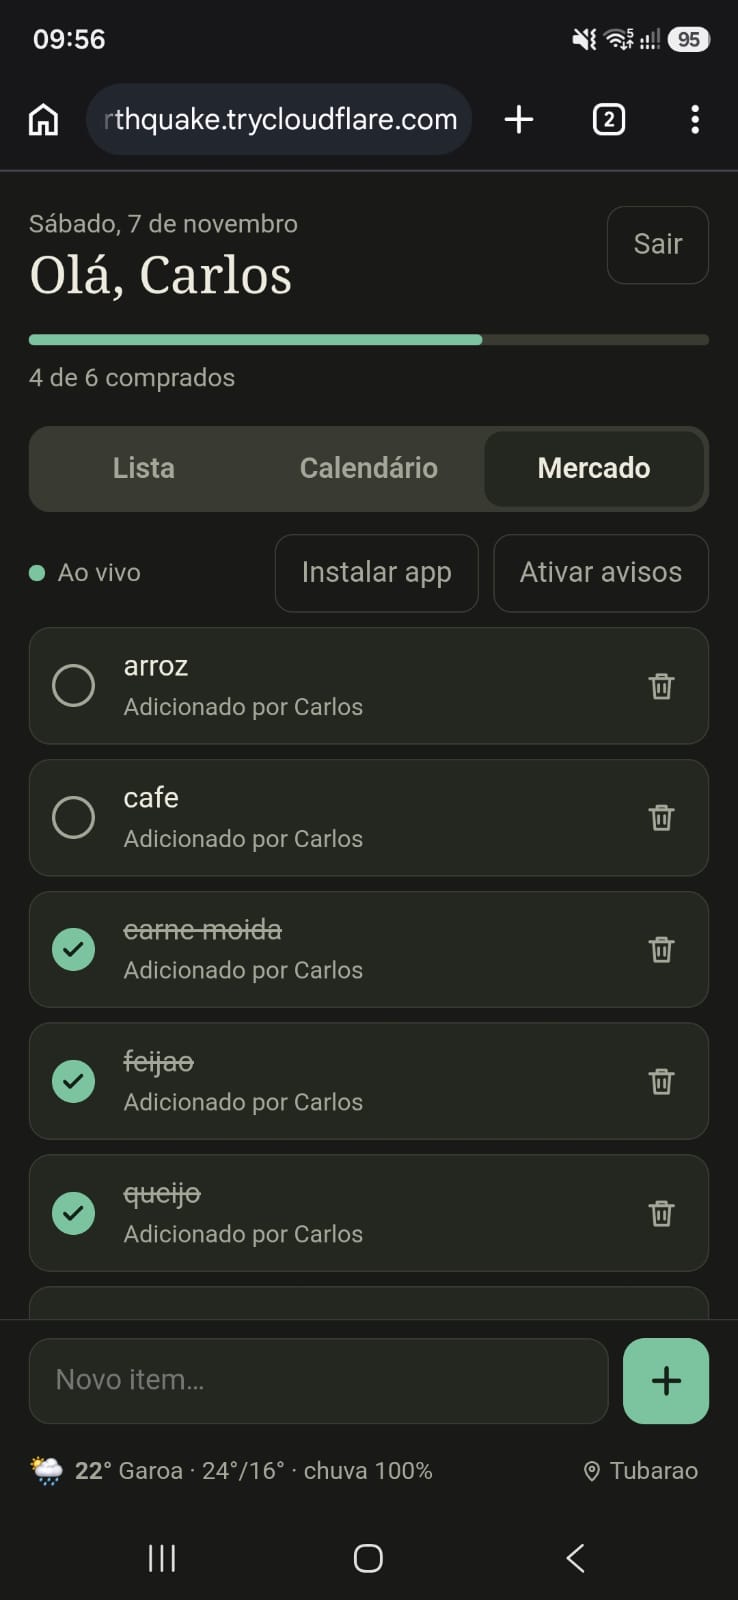 09:56
5
95
rthquake.trycloudflare.com
2
Sábado, 7 de novembro
Olá, Carlos
Sair
4 de 6 comprados
Lista
Calendário
Mercado
Ao vivo
Instalar app
Ativar avisos
arroz
Adicionado por Carlos
cafe
Adicionado por Carlos
carne moida
Adicionado por Carlos
feijao
Adicionado por Carlos
queijo
Adicionado por Carlos
Novo item…
22° Garoa · 24°/16° · chuva 100%
Tubarao